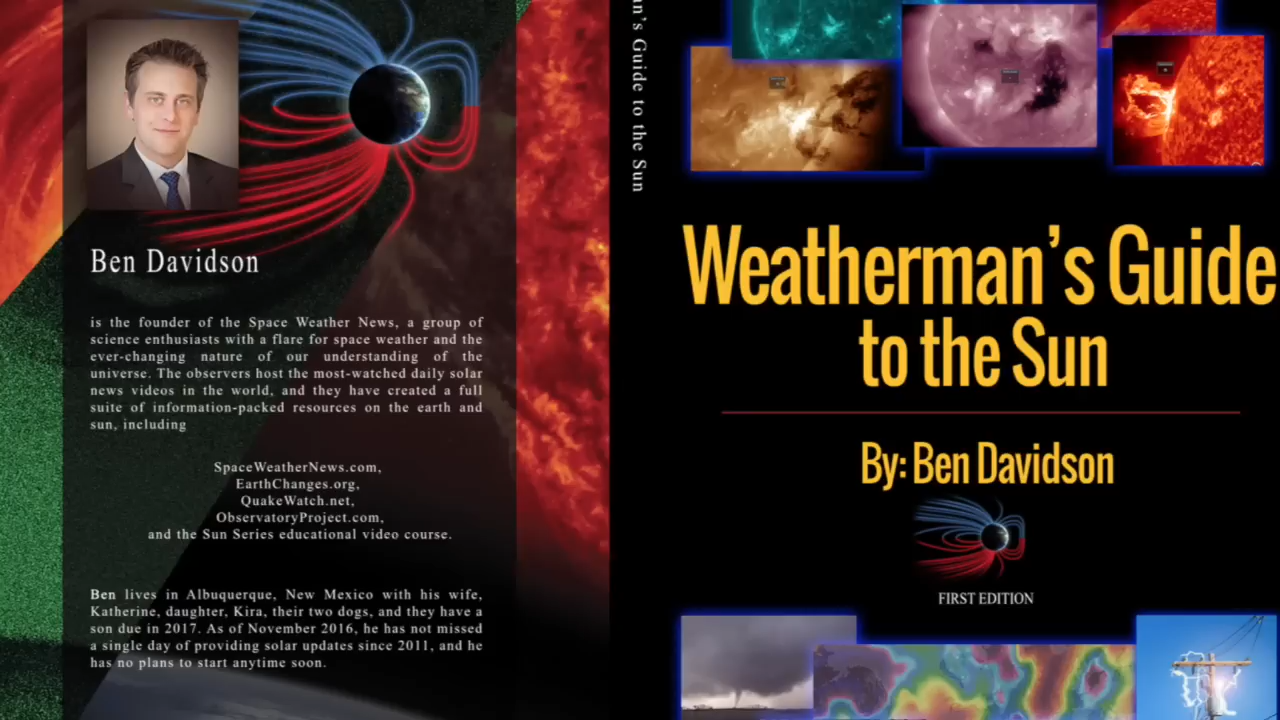 Ben Davidson
is the founder of the Space Weather News, a group of
science enthusiasts with a flare for space weather and the
ever-changing nature of our understanding of the
universe. The observers host the most-watched daily solar
news videos in the world, and they have created a full
suite of information-packed resources on the earth and
sun, including
SpaceWeatherNews.com,
EarthChanges.org,
QuakeWatch.net,
ObservatoryProject.com,
and the Sun Series educational video course.
Ben lives in Albuquerque, New Mexico with his wife,
Katherine, daughter, Kira, their two dogs, and they have a
son due in 2017. As of November 2016, he has not missed
a single day of providing solar updates since 2011, and he
has no plans to start anytime soon.
an's Guide to the Sun
Weatherman's Guide
to the Sun
By: Ben Davidson
FIRST EDITION